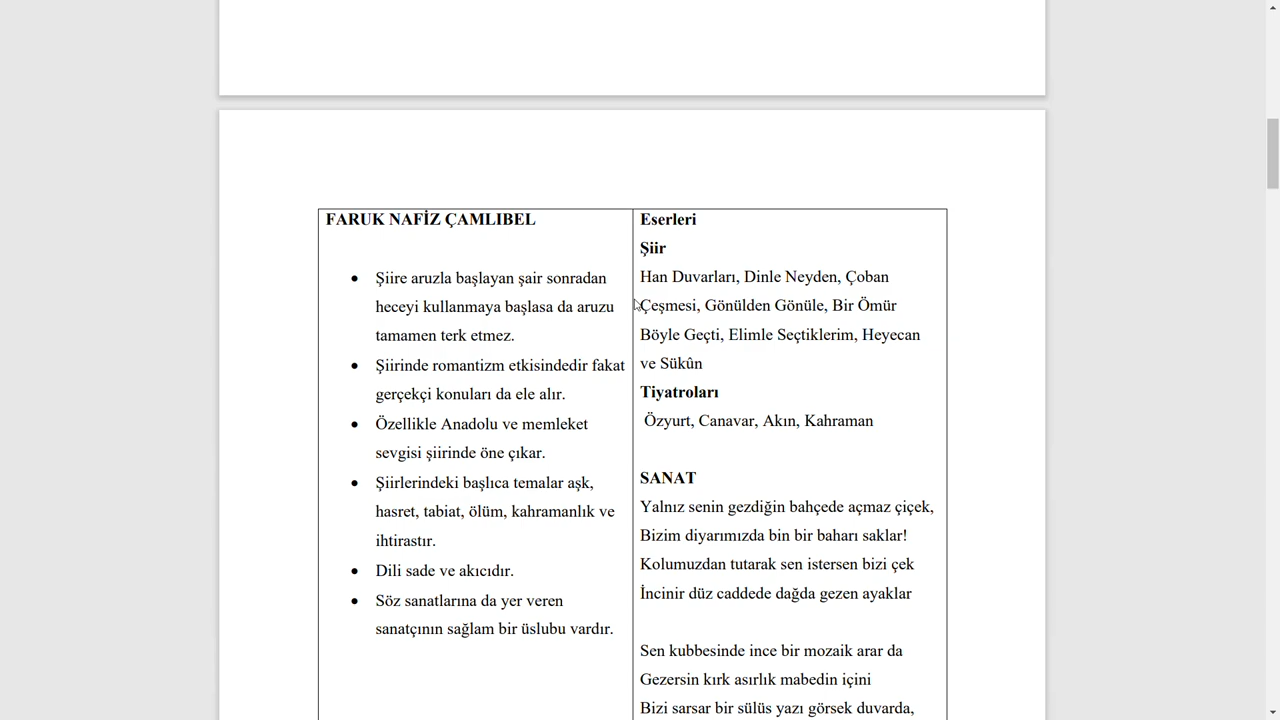 FARUK NAFİZ ÇAMLIBEL
• Şiire aruzla başlayan şair sonradan
heceyi kullanmaya başlasa da aruzu
tamamen terk etmez.
• Şiirinde romantizm etkisindedir fakat
gerçekçi konuları da ele alır.
• Özellikle Anadolu ve memleket
sevgisi şiirinde öne çıkar.
• Şiirlerindeki başlıca temalar aşk,
hasret, tabiat, ölüm, kahramanlık ve
ihtirastır.
• Dili sade ve akıcıdır.
• Söz sanatlarına da yer veren
sanatçının sağlam bir üslubu vardır.
Eserleri
Şiir
Han Duvarları, Dinle Neyden, Çoban
Çeşmesi, Gönülden Gönüle, Bir Ömür
Böyle Geçti, Elimle Seçtiklerim, Heyecan
ve Sükûn
Tiyatroları
Özyurt, Canavar, Akın, Kahraman
SANAT
Yalnız senin gezdiğin bahçede açmaz çiçek,
Bizim diyarımızda bin bir baharı saklar!
Kolumuzdan tutarak sen istersen bizi çek
İncinir düz caddede dağda gezen ayaklar
Sen kubbesinde ince bir mozaik arar da
Gezersin kırk asırlık mabedin içini
Bizi sarsar bir sülüs yazı görsek duvarda,